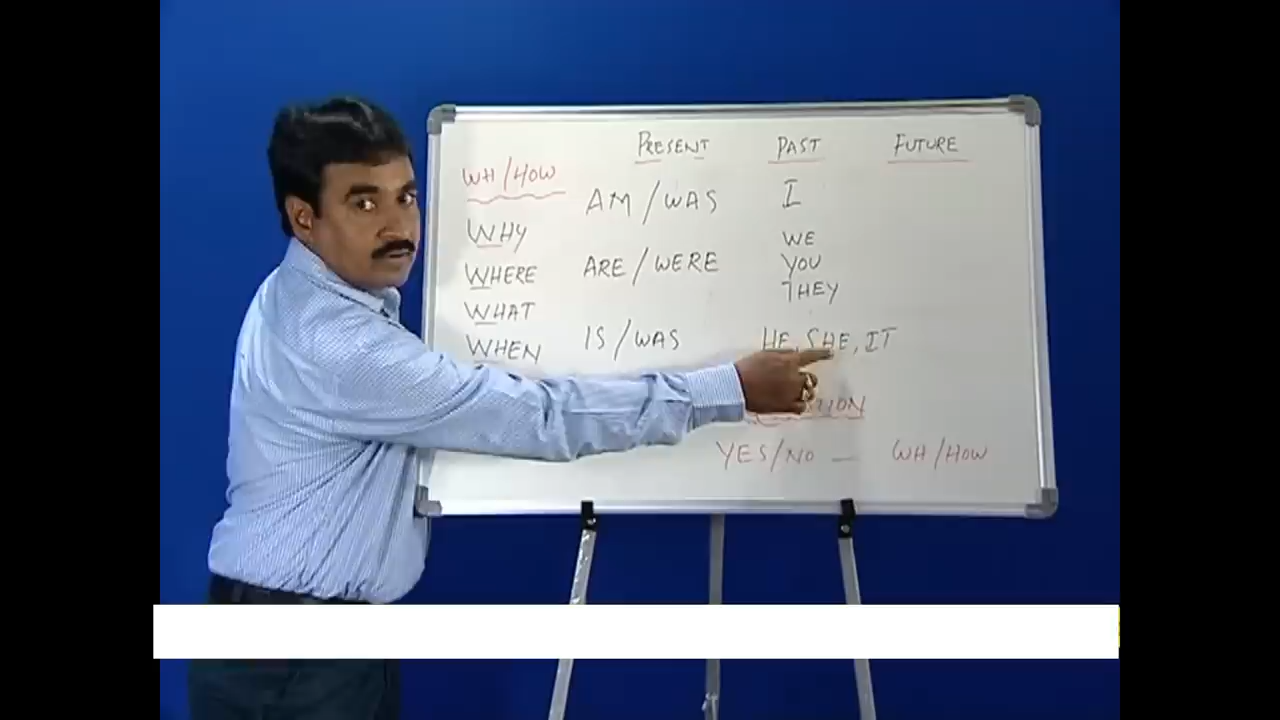 PRESENT PAST FUTURE
WH/HOW
AM/WAS I
WHY
WE
ARE/WERE YOU
WHERE
THEY
WHAT
IS/WAS HE, SHE, IT
WHEN
YES/NO — WH/HOW